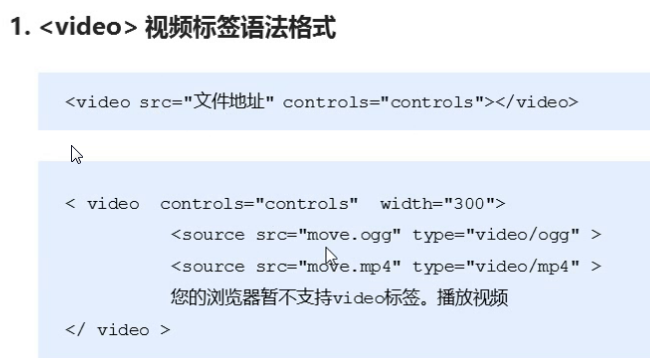 1. <video> 视频标签语法格式
<video src="文件地址" controls="controls"></video>
< video controls="controls" width="300">
<source src="move.ogg" type="video/ogg" >
<source src="move.mp4" type="video/mp4" >
您的浏览器暂不支持video标签。播放视频
</ video >